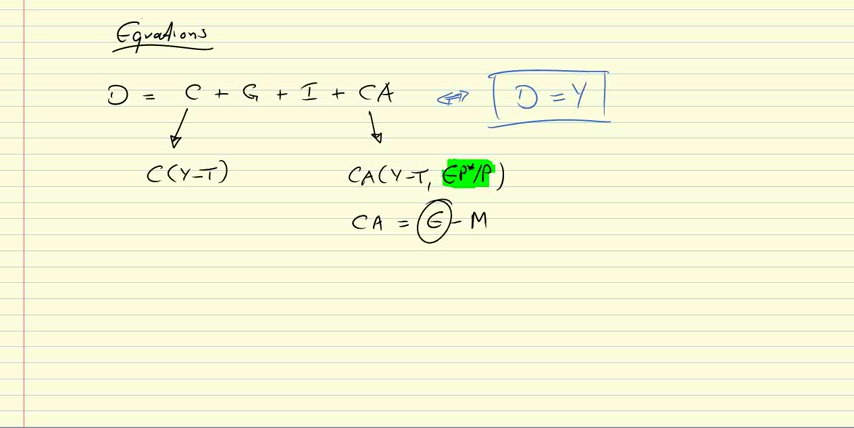 Equations
D = C + G + I + CA ⇔ D = Y
C(Y-T) CA(Y-T, EP*/P)
CA = E - M